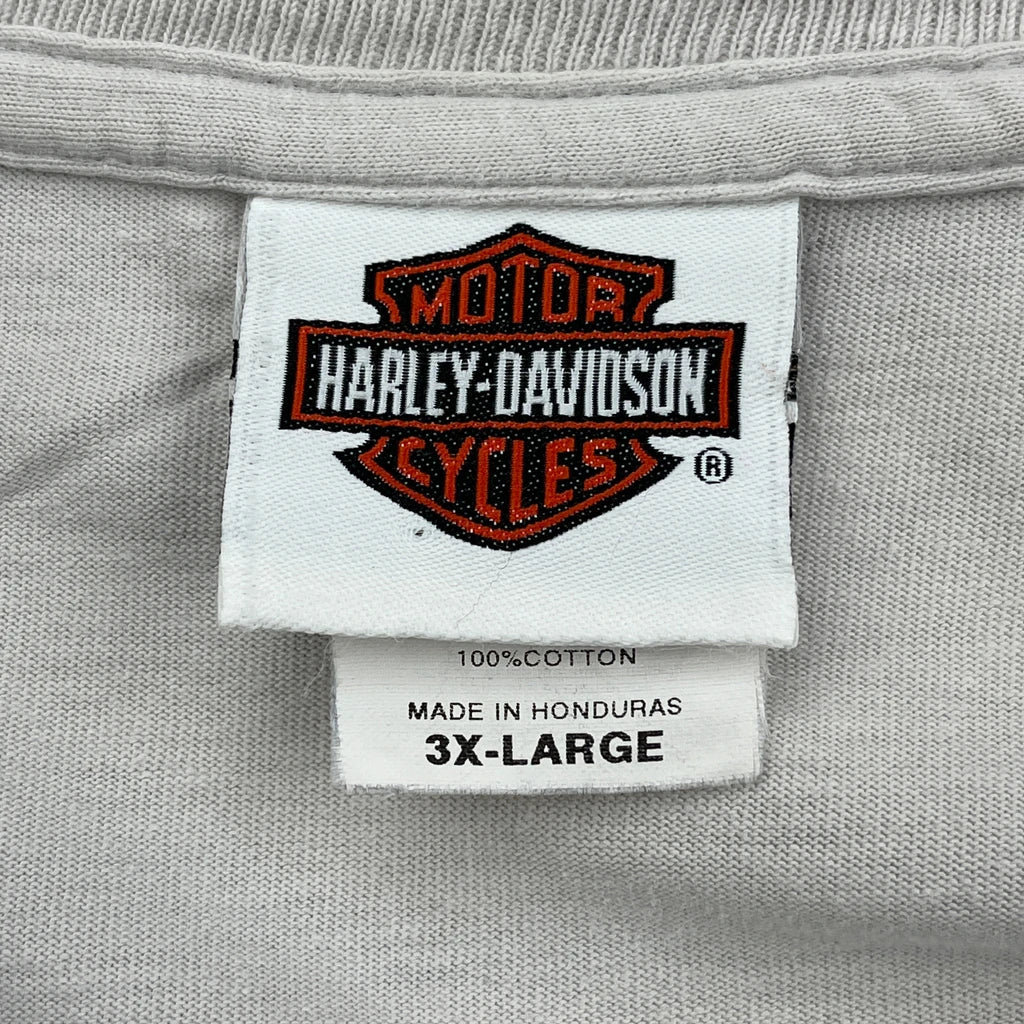 MOTOR
HARLEY-DAVIDSON
CYCLES
®
100%COTTON
MADE IN HONDURAS
3X-LARGE